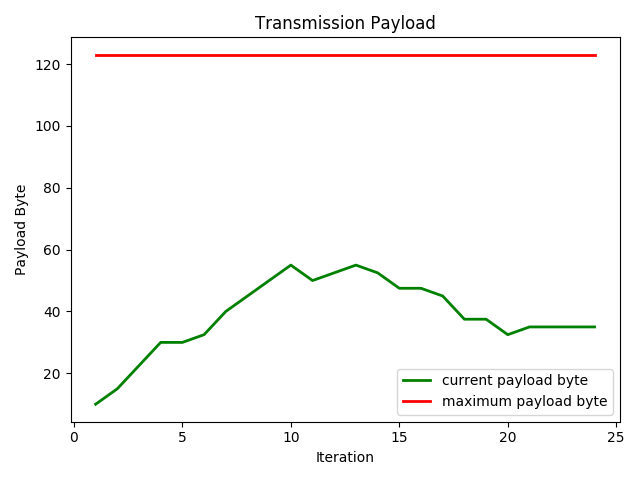 Transmission Payload
Payload Byte
120
100
80
60
40
20
current payload byte
maximum payload byte
0
5
10
15
20
25
Iteration